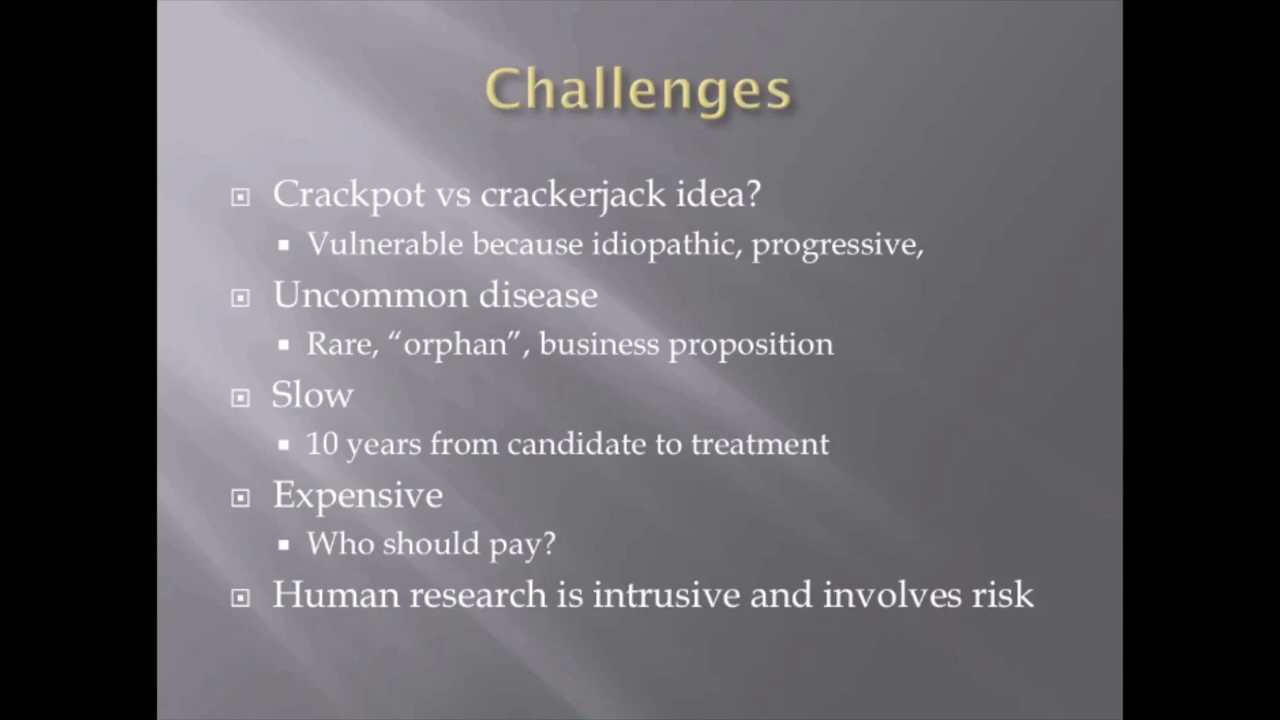 Challenges
Crackpot vs crackerjack idea?
Vulnerable because idiopathic, progressive,
Uncommon disease
Rare, “orphan”, business proposition
Slow
10 years from candidate to treatment
Expensive
Who should pay?
Human research is intrusive and involves risk